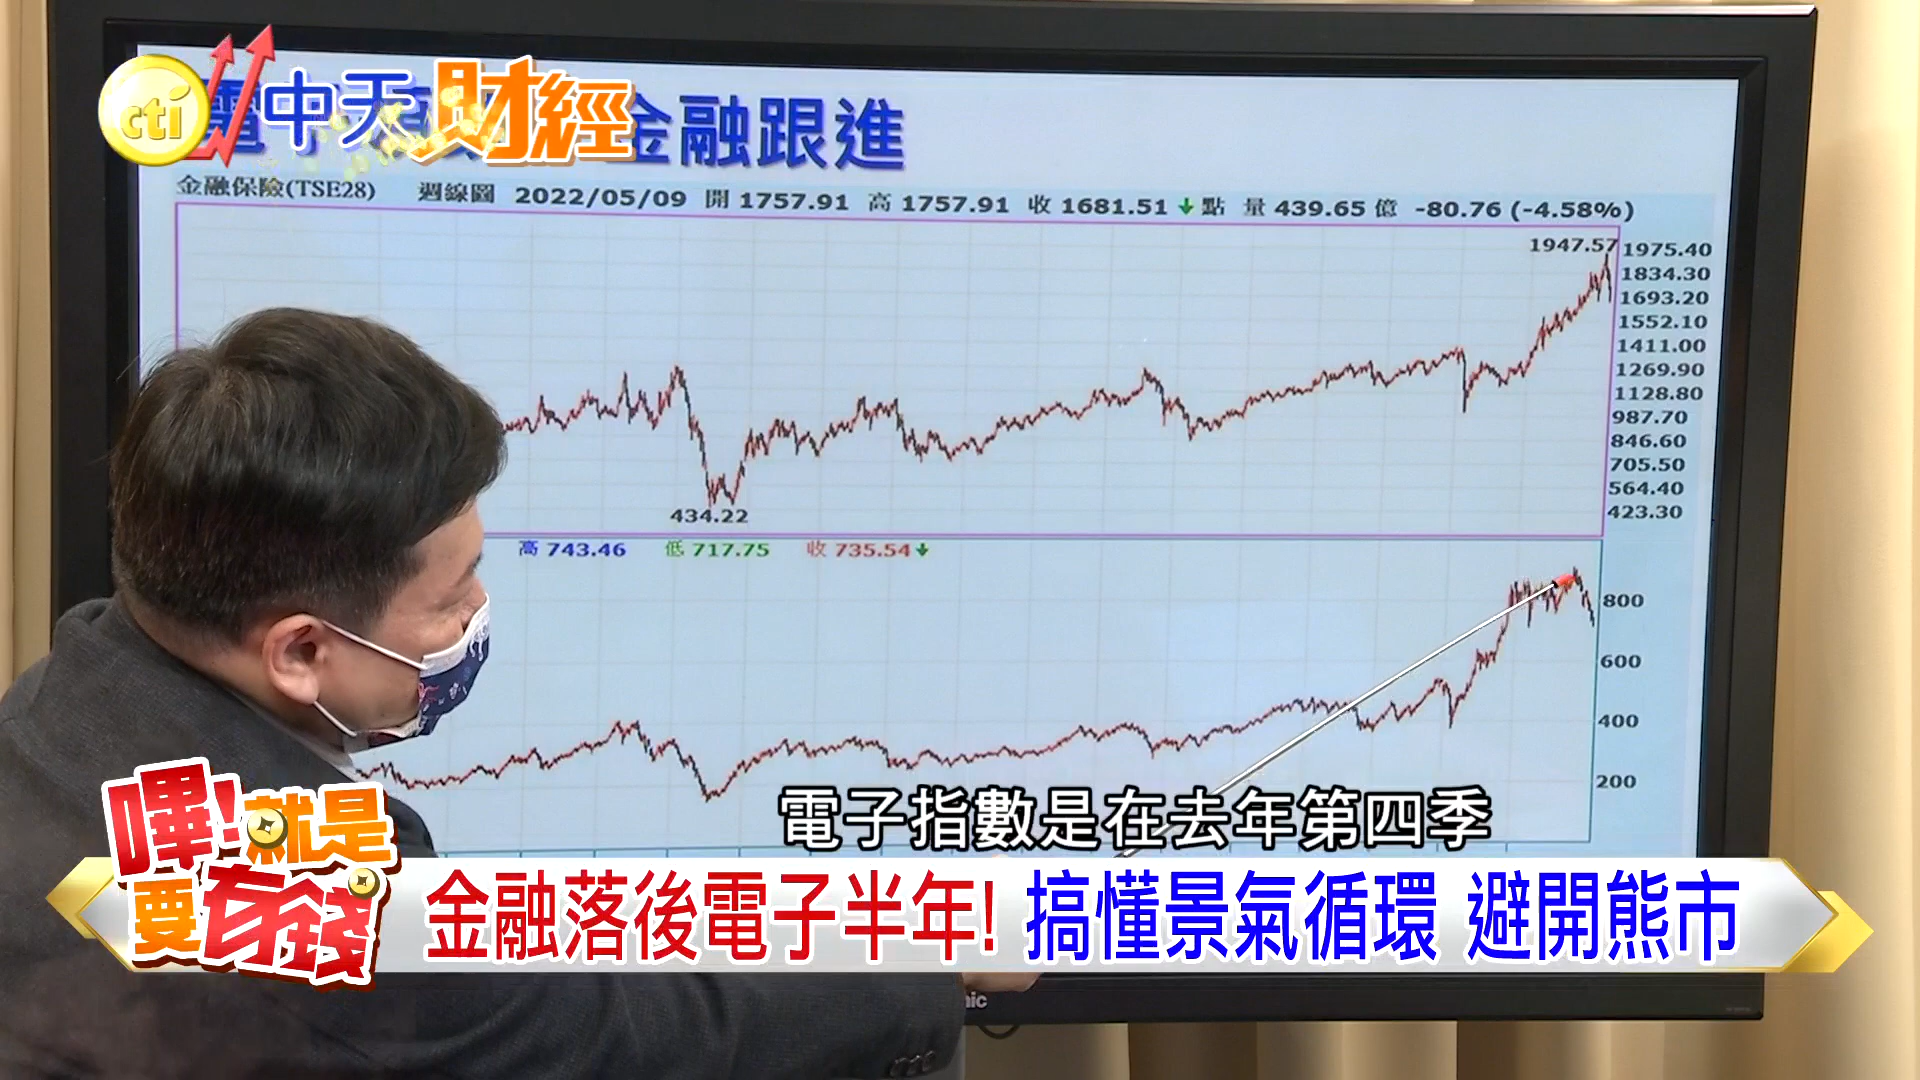 cti 中天財經
金融跟進
金融保險(TSE28) 週線圖 2022/05/09 開 1757.91 高 1757.91 收 1681.51 ↓ 點 量 439.65 億 -80.76 (-4.58%)
1947.57
1975.40
1834.30
1693.20
1552.10
1411.00
1269.90
1128.80
987.70
846.60
705.50
564.40
423.30
434.22
高 743.46 低 717.75 收 735.54 ↓
800
600
400
200
電子指數是在去年第四季
嗶!就是
要有錢
金融落後電子半年! 搞懂景氣循環 避開熊市